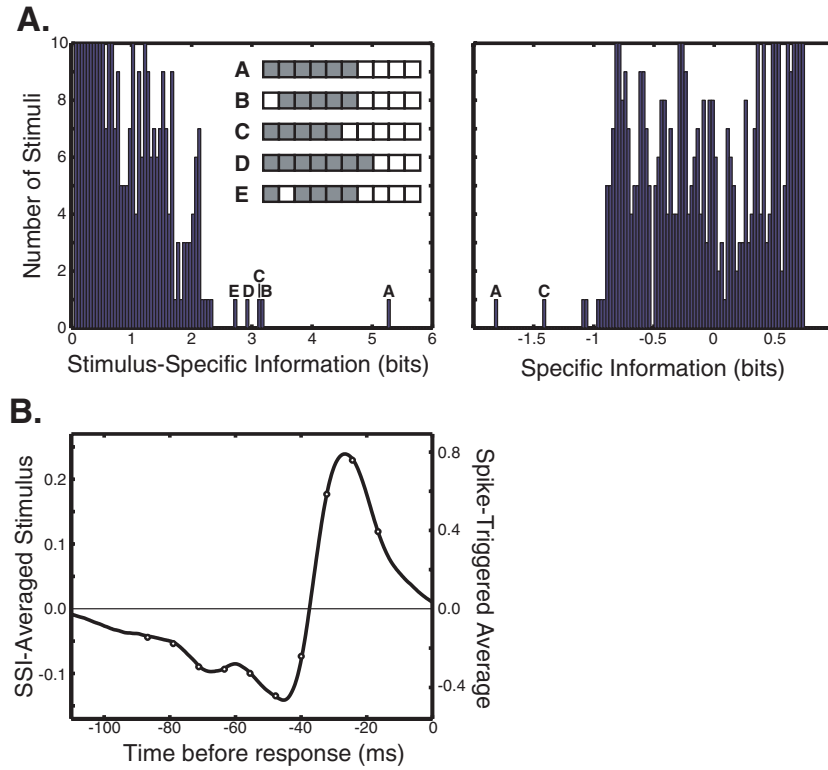 A.
10
8
6
4
2
0
Number of Stimuli
A
B
C
D
E
E D C B
A
0 1 2 3 4 5 6
Stimulus-Specific Information (bits)
A C
-1.5 -1 -0.5 0 0.5
Specific Information (bits)
B.
0.2
0.1
0.0
-0.1
SSI-Averaged Stimulus
0.8
0.4
0.0
-0.4
Spike-Triggered Average
-100 -80 -60 -40 -20 0
Time before response (ms)